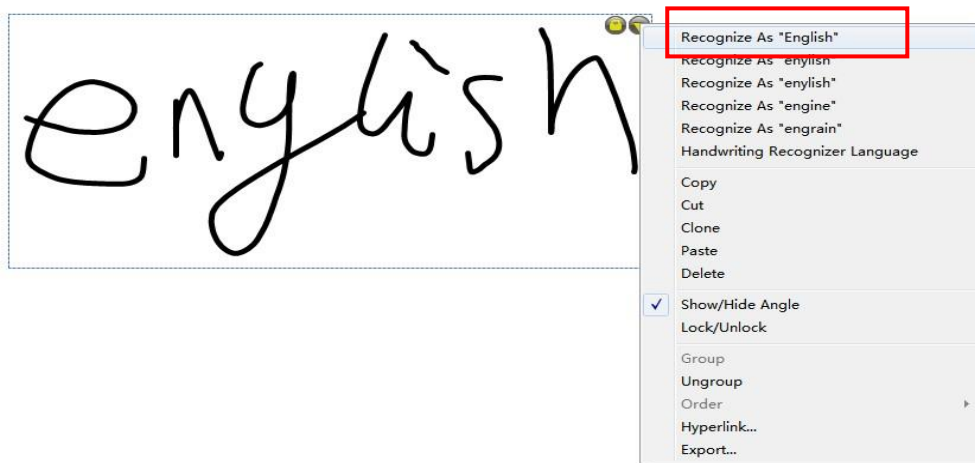 english
Recognize As "English"
Recognize As "enylish"
Recognize As "enylish"
Recognize As "engine"
Recognize As "engrain"
Handwriting Recognizer Language
Copy
Cut
Clone
Paste
Delete
Show/Hide Angle
Lock/Unlock
Group
Ungroup
Order
Hyperlink...
Export...